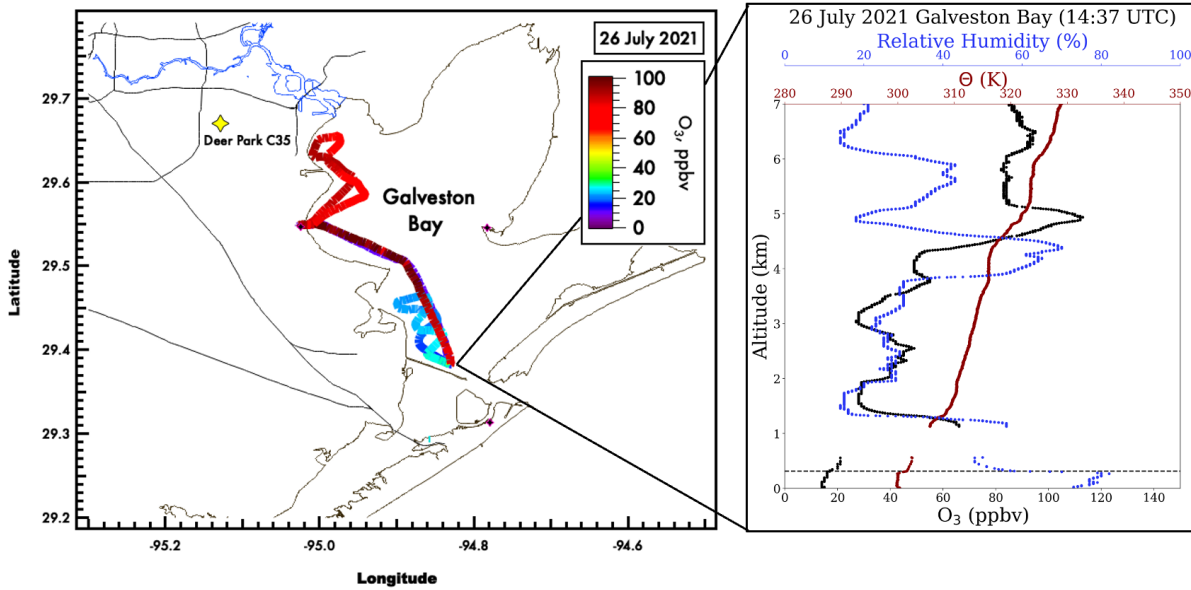 26 July 2021
100
80
60
40
20
0
O3, ppbv
Deer Park C35
Galveston
Bay
29.7
29.6
29.5
29.4
29.3
29.2
Latitude
-95.2
-95.0
-94.8
-94.6
Longitude
26 July 2021 Galveston Bay (14:37 UTC)
Relative Humidity (%)
0 20 40 60 80 100
Θ (K)
280 290 300 310 320 330 340 350
7
6
5
4
3
2
1
0
Altitude (km)
0 20 40 60 80 100 120 140
O₃ (ppbv)